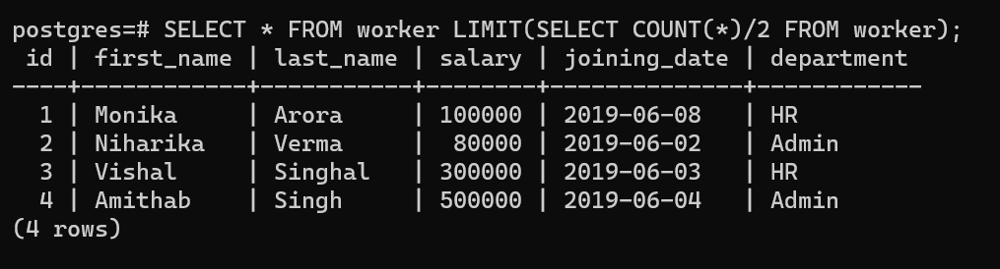 postgres=# SELECT * FROM worker LIMIT(SELECT COUNT(*)/2 FROM worker);
 id | first_name | last_name | salary | joining_date | department
----+------------+-----------+--------+--------------+------------
  1 | Monika     | Arora     | 100000 | 2019-06-08   | HR
  2 | Niharika   | Verma     |  80000 | 2019-06-02   | Admin
  3 | Vishal     | Singhal   | 300000 | 2019-06-03   | HR
  4 | Amithab    | Singh     | 500000 | 2019-06-04   | Admin
(4 rows)